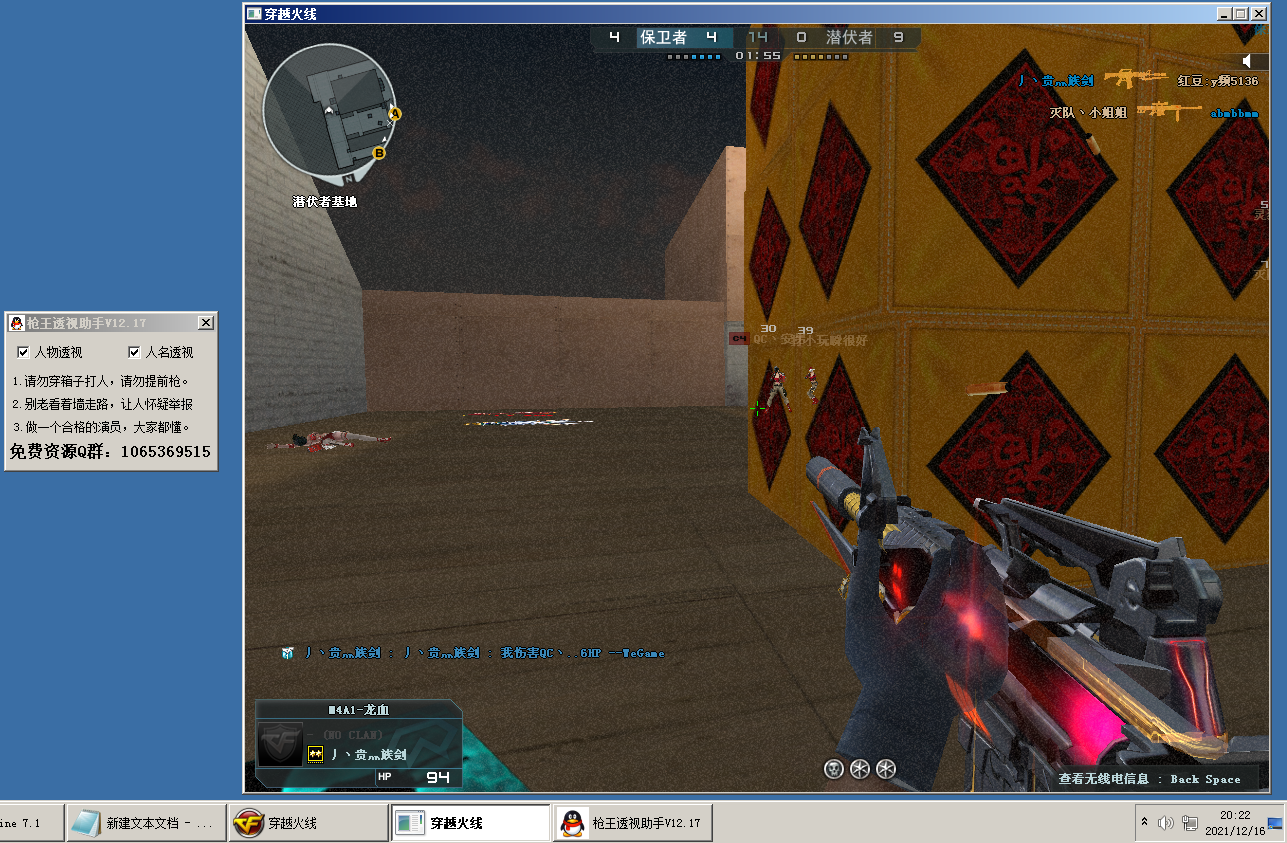 穿越火线
4 保卫者 4 14 0 潜伏者 9
01:55
A
B
N
潜伏者基地
丿丶贵灬族剑 红豆:y頻5136
灭队丶小姐姐 abmbbmm
枪王透视助手V12.17
人物透视 人名透视
1.请勿穿箱子打人，请勿提前枪。
2.别老看着墙走路，让人怀疑举报
3.做一个合格的演员，大家都懂。
免费资源Q群：1065369515
30 39
C4
丿丶贵灬族剑 : 丿丶贵灬族剑 : 我伤害QC丶..6HP --WeGame
M4A1-龙血
- (NO CLAN)
丿丶贵灬族剑
HP 94
查看无线电信息 : Back Space
ine 7.1
新建文本文档 - ...
穿越火线
穿越火线
枪王透视助手V12.17
20:22
2021/12/16